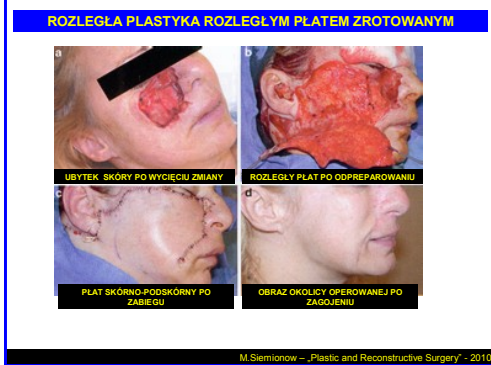 ROZLEGŁA PLASTYKA ROZLEGŁYM PŁATEM ZROTOWANYM
a
b
UBYTEK SKÓRY PO WYCIĘCIU ZMIANY
ROZLEGŁY PŁAT PO ODPREPAROWANIU
c
d
PŁAT SKÓRNO-PODSKÓRNY PO
ZABIEGU
OBRAZ OKOLICY OPEROWANEJ PO
ZAGOJENIU
M.Siemionow – „Plastic and Reconstructive Surgery” - 2010